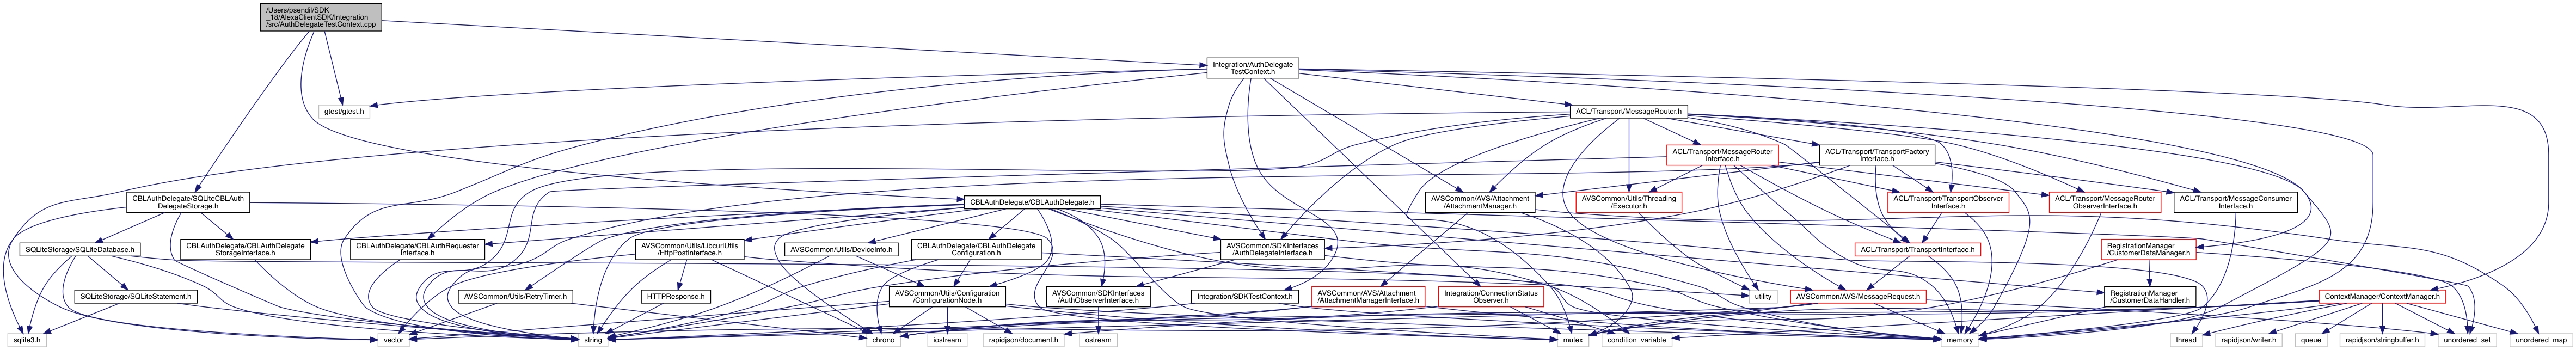 /Users/psendil/SDK
_18/AlexaClientSDK/Integration
/src/AuthDelegateTestContext.cpp
Integration/AuthDelegate
TestContext.h
gtest/gtest.h
ACL/Transport/MessageRouter.h
ACL/Transport/MessageRouter
Interface.h
ACL/Transport/TransportFactory
Interface.h
CBLAuthDelegate/SQLiteCBLAuth
DelegateStorage.h
CBLAuthDelegate/CBLAuthDelegate.h
AVSCommon/AVS/Attachment
/AttachmentManager.h
AVSCommon/Utils/Threading
/Executor.h
ACL/Transport/TransportObserver
Interface.h
ACL/Transport/MessageRouter
ObserverInterface.h
ACL/Transport/MessageConsumer
Interface.h
SQLiteStorage/SQLiteDatabase.h
CBLAuthDelegate/CBLAuthDelegate
StorageInterface.h
CBLAuthDelegate/CBLAuthRequester
Interface.h
AVSCommon/Utils/LibcurlUtils
/HttpPostInterface.h
AVSCommon/Utils/DeviceInfo.h
CBLAuthDelegate/CBLAuthDelegate
Configuration.h
AVSCommon/SDKInterfaces
/AuthDelegateInterface.h
ACL/Transport/TransportInterface.h
RegistrationManager
/CustomerDataManager.h
SQLiteStorage/SQLiteStatement.h
AVSCommon/Utils/RetryTimer.h
HTTPResponse.h
AVSCommon/Utils/Configuration
/ConfigurationNode.h
AVSCommon/SDKInterfaces
/AuthObserverInterface.h
Integration/SDKTestContext.h
AVSCommon/AVS/Attachment
/AttachmentManagerInterface.h
Integration/ConnectionStatus
Observer.h
utility
AVSCommon/AVS/MessageRequest.h
RegistrationManager
/CustomerDataHandler.h
ContextManager/ContextManager.h
sqlite3.h
vector
string
chrono
iostream
rapidjson/document.h
ostream
mutex
condition_variable
memory
thread
rapidjson/writer.h
queue
rapidjson/stringbuffer.h
unordered_set
unordered_map